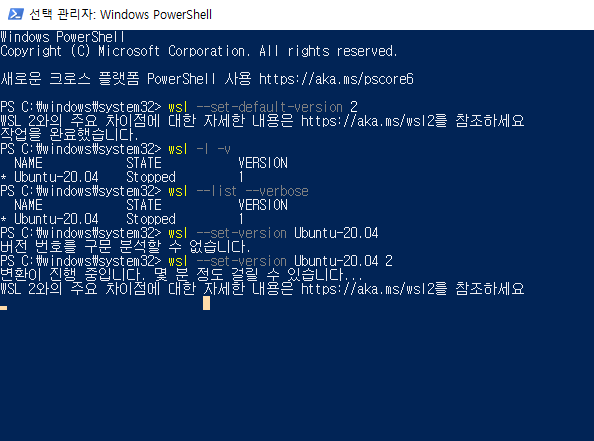 선택 관리자: Windows PowerShell
Windows PowerShell
Copyright (C) Microsoft Corporation. All rights reserved.
새로운 크로스 플랫폼 PowerShell 사용 https://aka.ms/pscore6
PS C:₩windows₩system32> wsl --set-default-version 2
WSL 2와의 주요 차이점에 대한 자세한 내용은 https://aka.ms/wsl2를 참조하세요
작업을 완료했습니다.
PS C:₩windows₩system32> wsl -l -v
NAME STATE VERSION
* Ubuntu-20.04 Stopped 1
PS C:₩windows₩system32> wsl --list --verbose
NAME STATE VERSION
* Ubuntu-20.04 Stopped 1
PS C:₩windows₩system32> wsl --set-version Ubuntu-20.04
버전 번호를 구문 분석할 수 없습니다.
PS C:₩windows₩system32> wsl --set-version Ubuntu-20.04 2
변환이 진행 중입니다. 몇 분 정도 걸릴 수 있습니다...
WSL 2와의 주요 차이점에 대한 자세한 내용은 https://aka.ms/wsl2를 참조하세요